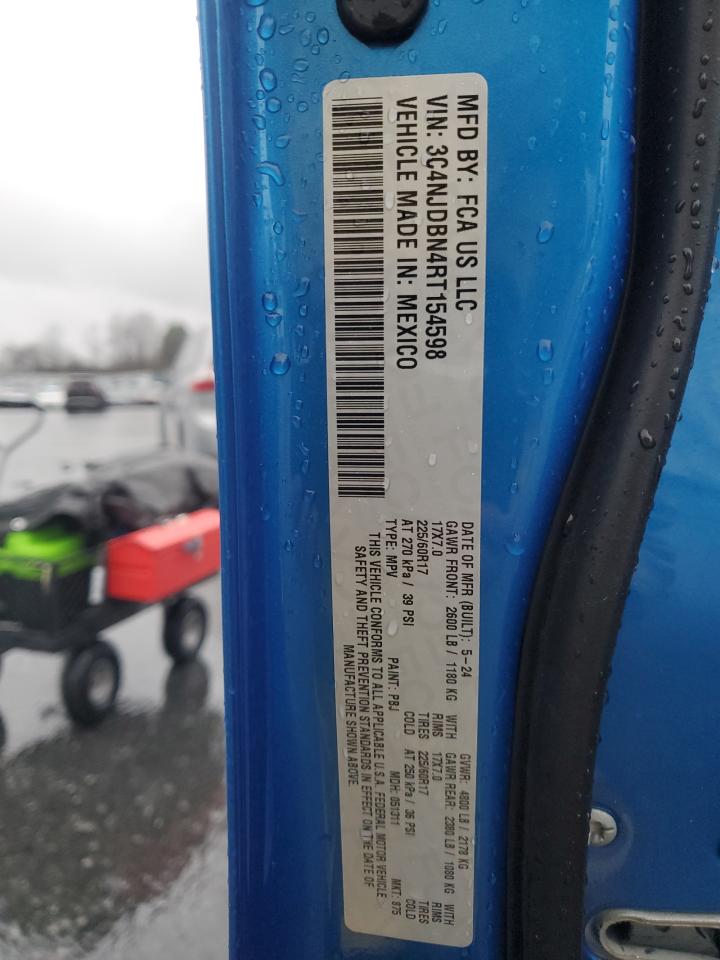 MFD BY: FCA US LLC
VIN: 3C4NJDBN4RT154598
VEHICLE MADE IN: MEXICO
DATE OF MFR (BUILT): 5-24 GVWR: 4800 LB / 2178 KG
GAWR FRONT: 2600 LB / 1180 KG WITH GAWR REAR: 2380 LB / 1080 KG WITH
17X7.0 RIMS 17X7.0 RIMS
225/60R17 TIRES 225/60R17 TIRES
AT 270 kPa / 39 PSI COLD AT 250 kPa / 36 PSI COLD
TYPE: MPV PAINT: PBJ MDH: 051311 MKT: 975
THIS VEHICLE CONFORMS TO ALL APPLICABLE U.S.A. FEDERAL MOTOR VEHICLE
SAFETY AND THEFT PREVENTION STANDARDS IN EFFECT ON THE DATE OF
MANUFACTURE SHOWN ABOVE.